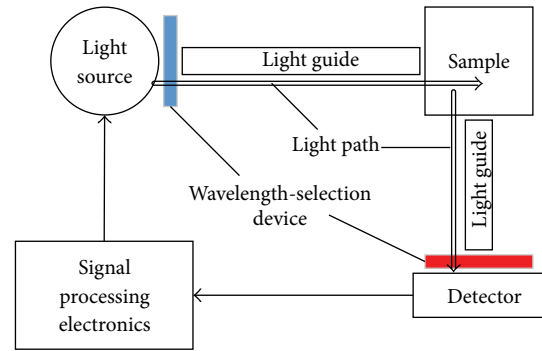 Light
source
Light guide
Sample
Light path
Light guide
Wavelength-selection
device
Signal
processing
electronics
Detector